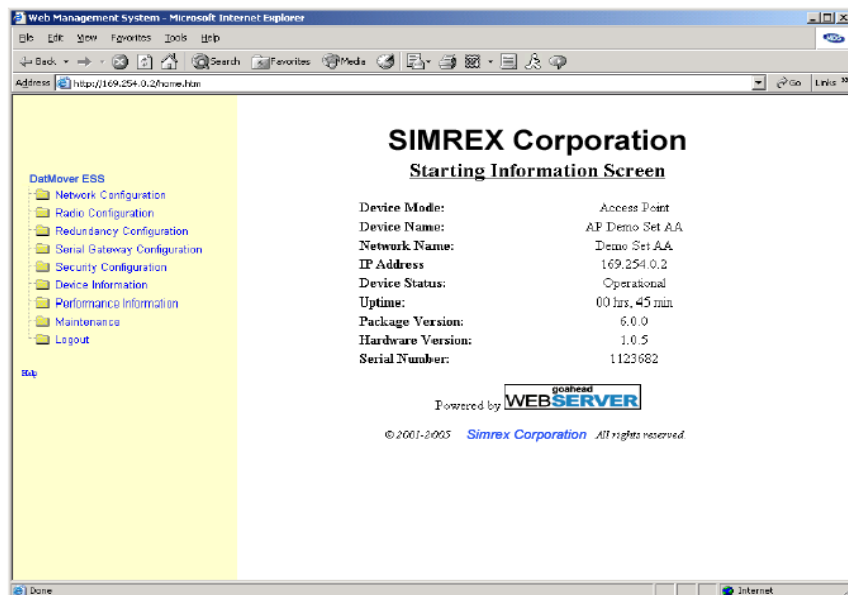 Web Management System - Microsoft Internet Explorer
File Edit View Favorites Tools Help
Back Search Favorites Media
Address http://169.254.0.2/home.htm Go Links »
SIMREX Corporation
Starting Information Screen
DatMover ESS
Network Configuration
Radio Configuration
Redundancy Configuration
Serial Gateway Configuration
Security Configuration
Device Information
Performance Information
Maintenance
Logout
Help
Device Mode: Access Point
Device Name: AP Demo Set AA
Network Name: Demo Set AA
IP Address 169.254.0.2
Device Status: Operational
Uptime: 00 hrs, 45 min
Package Version: 6.0.0
Hardware Version: 1.0.5
Serial Number: 1123682
Powered by goahead WEBSERVER
© 2001-2005 Simrex Corporation All rights reserved.
Done Internet